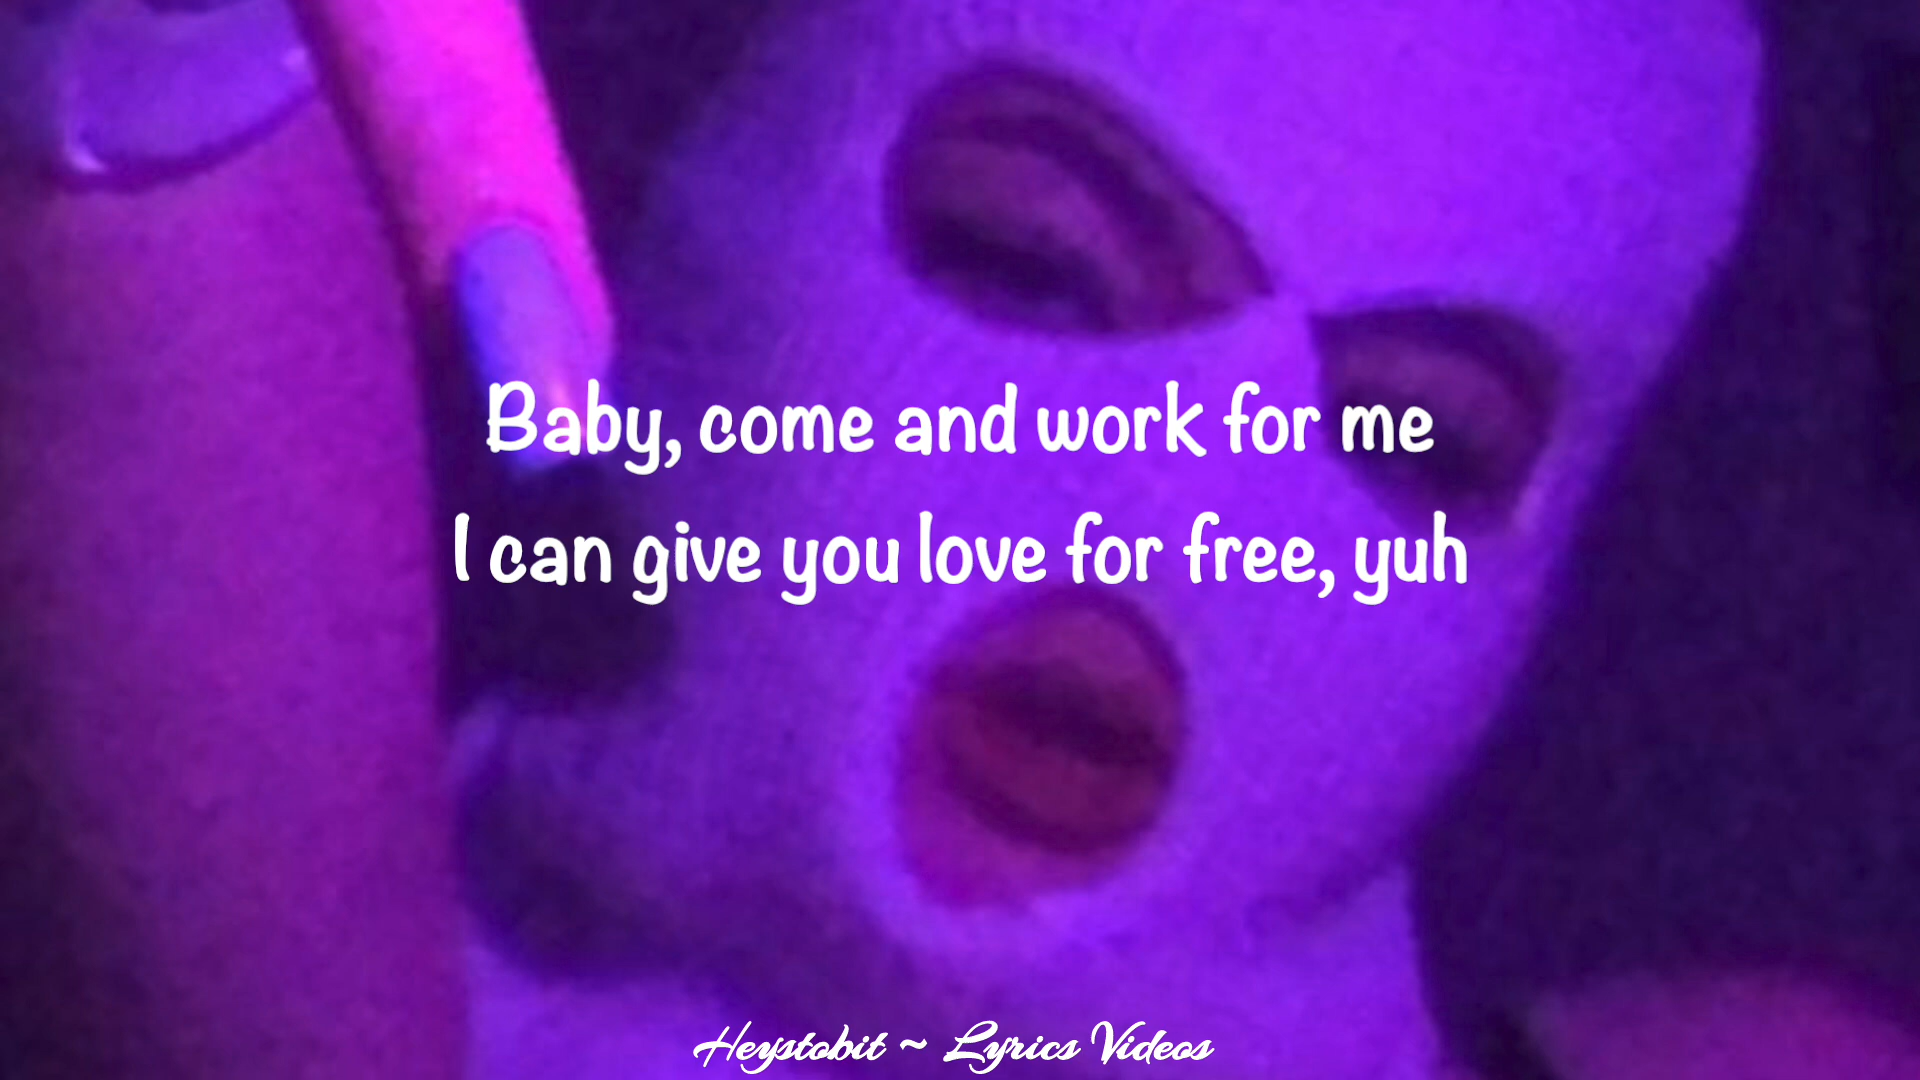 Baby, come and work for me
I can give you love for free, yuh
Heystobit ~ Lyrics Videos